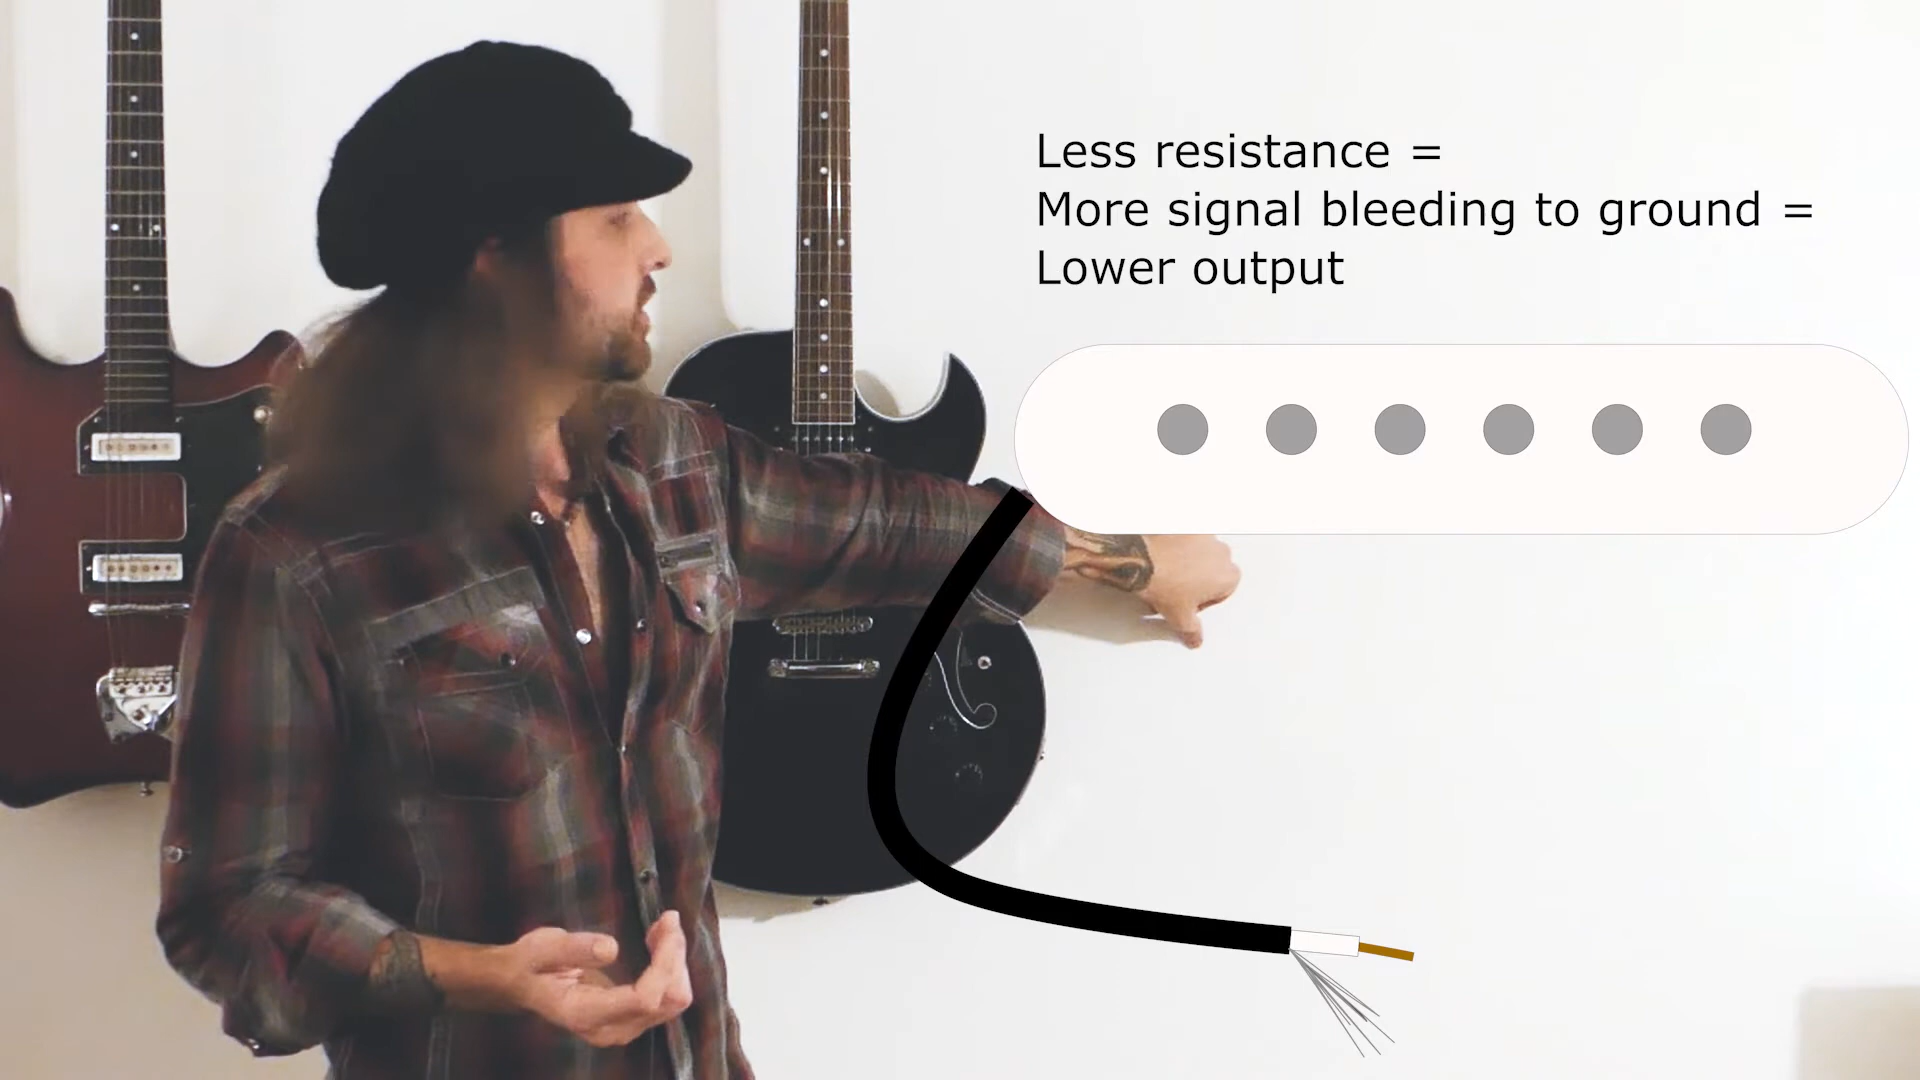 Less resistance =
More signal bleeding to ground =
Lower output